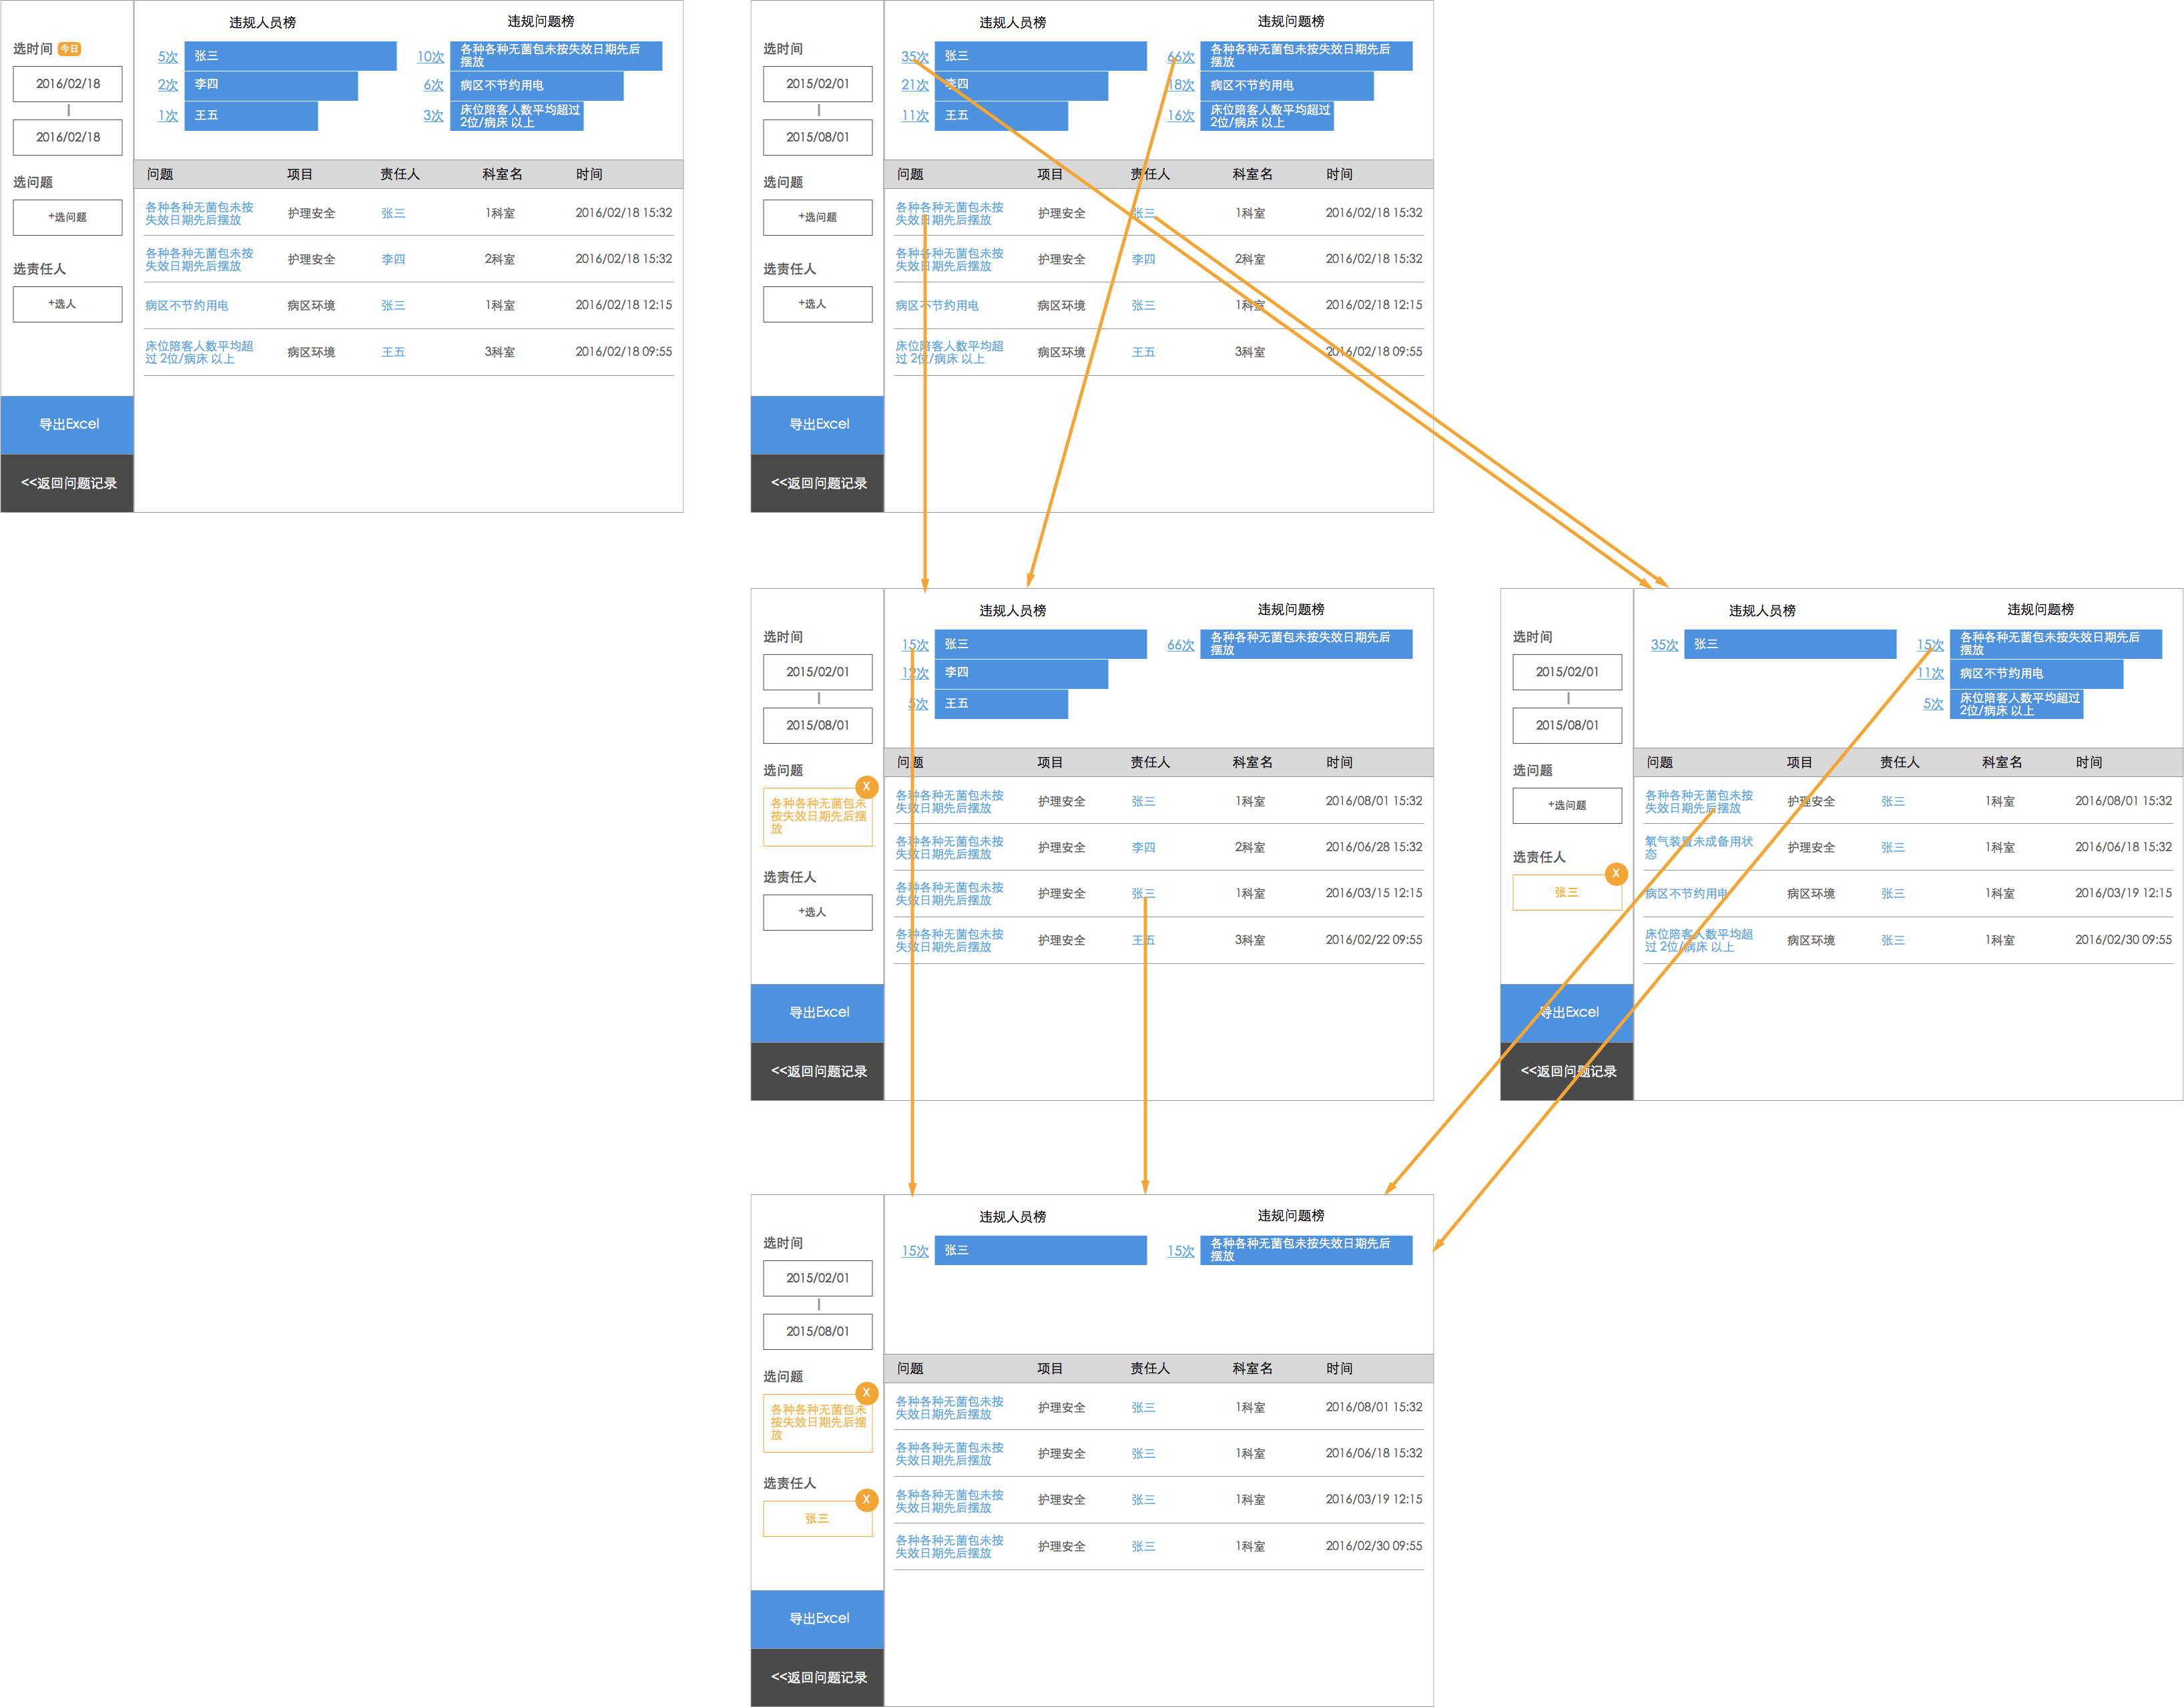 违规人员榜
违规问题榜
选时间 今日
2016/02/18
2016/02/18
选问题
+选问题
选责任人
+选人
导出Excel
<<返回问题记录
5次 张三
2次 李四
1次 王五
10次 各种各种无菌包未按失效日期先后
摆放
6次 病区不节约用电
3次 床位陪客人数平均超过
2位/病床 以上
问题 项目 责任人 科室名 时间
各种各种无菌包未按
失效日期先后摆放
护理安全 张三 1科室 2016/02/18 15:32
各种各种无菌包未按
失效日期先后摆放
护理安全 李四 2科室 2016/02/18 15:32
病区不节约用电 病区环境 张三 1科室 2016/02/18 12:15
床位陪客人数平均超
过 2位/病床 以上
病区环境 王五 3科室 2016/02/18 09:55
违规人员榜
违规问题榜
选时间
2015/02/01
2015/08/01
选问题
+选问题
选责任人
+选人
导出Excel
<<返回问题记录
35次 张三
21次 李四
11次 王五
66次 各种各种无菌包未按失效日期先后
摆放
18次 病区不节约用电
16次 床位陪客人数平均超过
2位/病床 以上
问题 项目 责任人 科室名 时间
各种各种无菌包未按
失效日期先后摆放
护理安全 张三 1科室 2016/02/18 15:32
各种各种无菌包未按
失效日期先后摆放
护理安全 李四 2科室 2016/02/18 15:32
病区不节约用电 病区环境 张三 1科室 2016/02/18 12:15
床位陪客人数平均超
过 2位/病床 以上
病区环境 王五 3科室 2016/02/18 09:55
违规人员榜
违规问题榜
选时间
2015/02/01
2015/08/01
选问题
X
各种各种无菌包未
按失效日期先后摆
放
选责任人
+选人
导出Excel
<<返回问题记录
15次 张三
12次 李四
5次 王五
66次 各种各种无菌包未按失效日期先后
摆放
问题 项目 责任人 科室名 时间
各种各种无菌包未按
失效日期先后摆放
护理安全 张三 1科室 2016/08/01 15:32
各种各种无菌包未按
失效日期先后摆放
护理安全 李四 2科室 2016/06/28 15:32
各种各种无菌包未按
失效日期先后摆放
护理安全 张三 1科室 2016/03/15 12:15
各种各种无菌包未按
失效日期先后摆放
护理安全 王五 3科室 2016/02/22 09:55
违规人员榜
违规问题榜
选时间
2015/02/01
2015/08/01
选问题
+选问题
选责任人
X
张三
导出Excel
<<返回问题记录
35次 张三
15次 各种各种无菌包未按失效日期先后
摆放
11次 病区不节约用电
5次 床位陪客人数平均超过
2位/病床 以上
问题 项目 责任人 科室名 时间
各种各种无菌包未按
失效日期先后摆放
护理安全 张三 1科室 2016/08/01 15:32
氧气装置未成备用状
态
护理安全 张三 1科室 2016/06/18 15:32
病区不节约用电 病区环境 张三 1科室 2016/03/19 12:15
床位陪客人数平均超
过 2位/病床 以上
病区环境 张三 1科室 2016/02/30 09:55
违规人员榜
违规问题榜
选时间
2015/02/01
2015/08/01
选问题
X
各种各种无菌包未
按失效日期先后摆
放
选责任人
X
张三
导出Excel
<<返回问题记录
15次 张三
15次 各种各种无菌包未按失效日期先后
摆放
问题 项目 责任人 科室名 时间
各种各种无菌包未按
失效日期先后摆放
护理安全 张三 1科室 2016/08/01 15:32
各种各种无菌包未按
失效日期先后摆放
护理安全 张三 1科室 2016/06/18 15:32
各种各种无菌包未按
失效日期先后摆放
护理安全 张三 1科室 2016/03/19 12:15
各种各种无菌包未按
失效日期先后摆放
护理安全 张三 1科室 2016/02/30 09:55